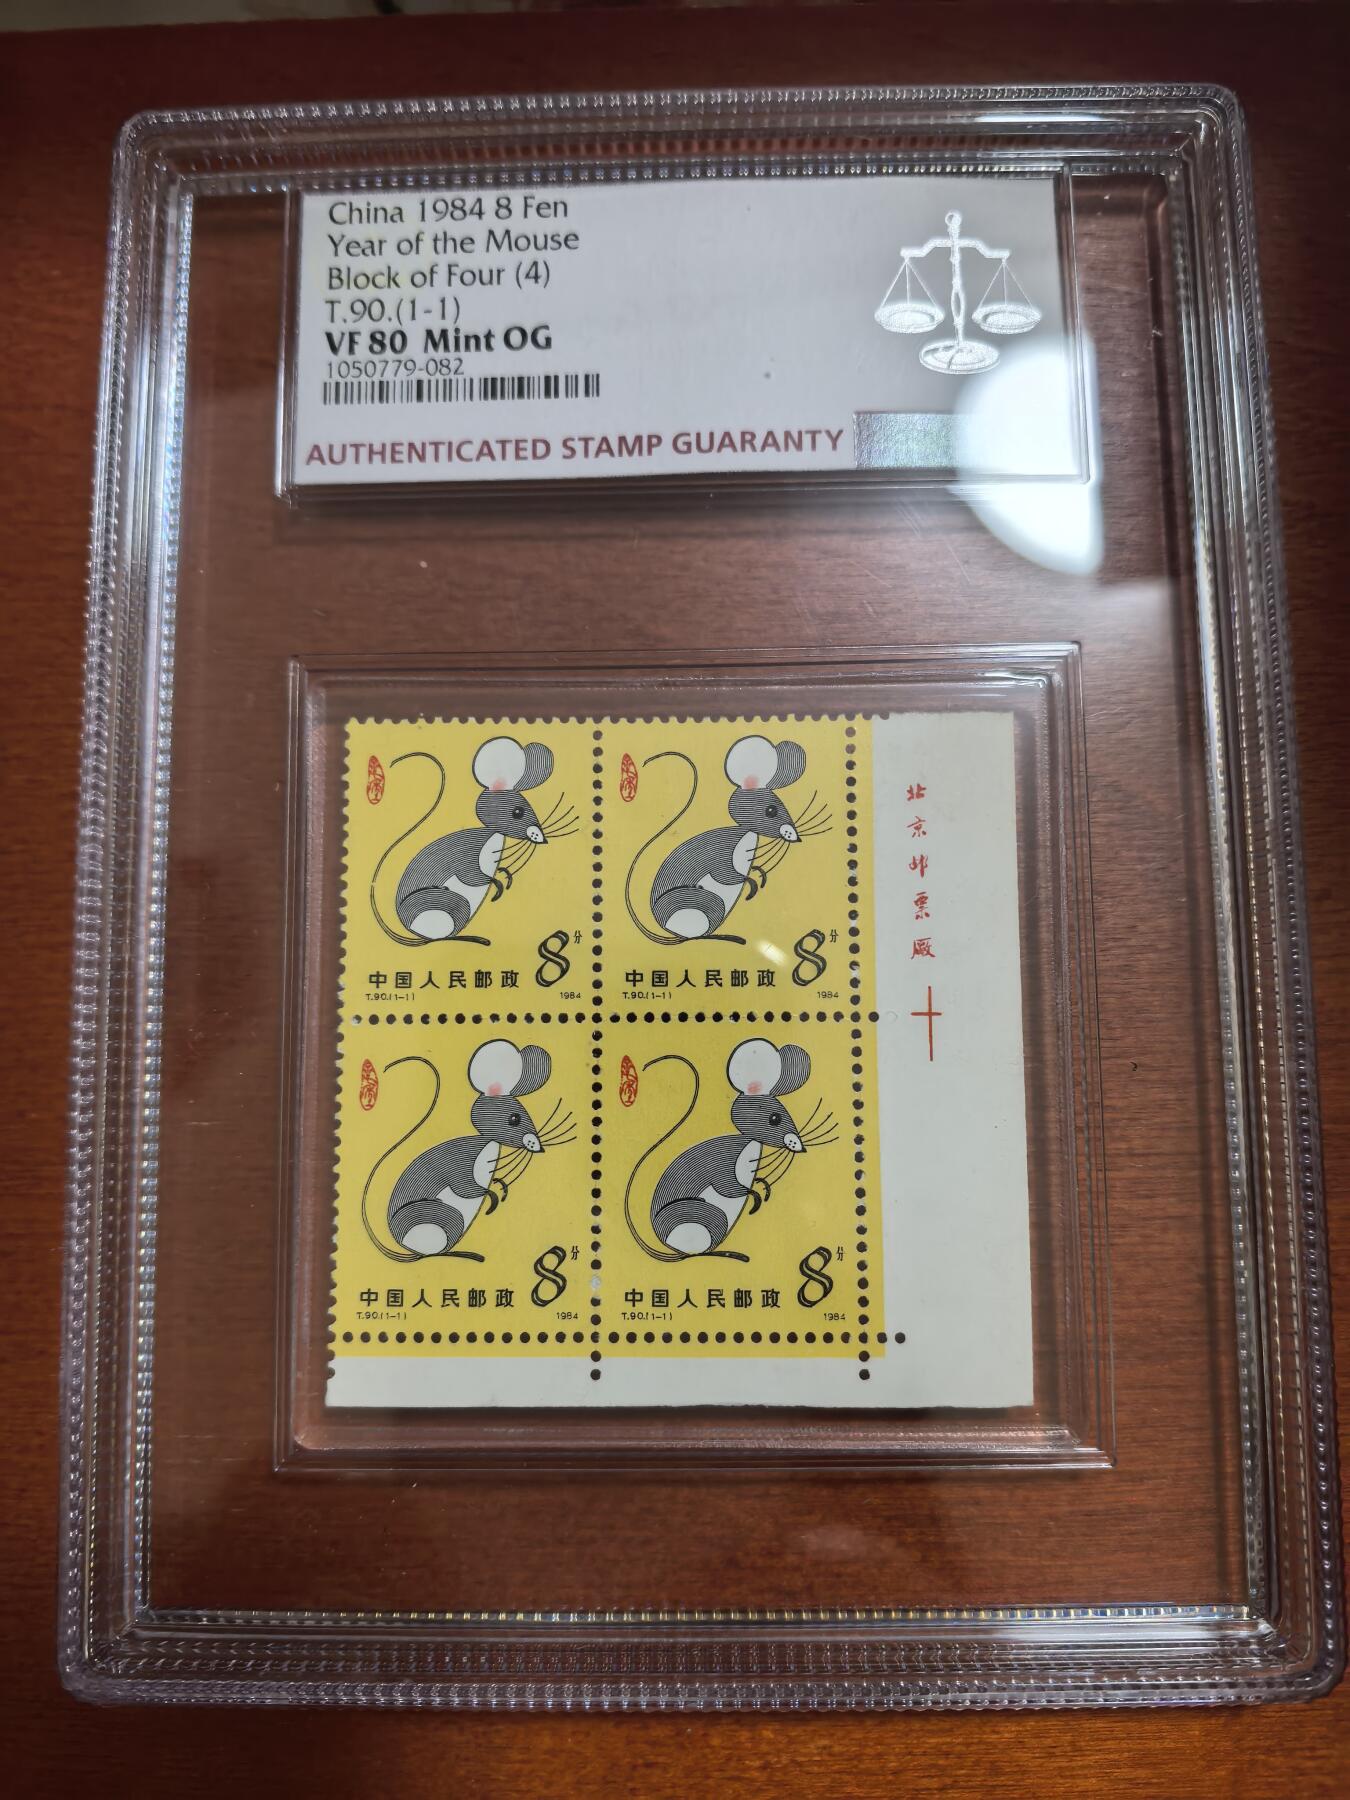 China 1984 8 Fen
Year of the Mouse
Block of Four (4)
T.90.(1-1)
VF 80 Mint OG
1050779-082
AUTHENTICATED STAMP GUARANTY
8分
中国人民邮政
T.90.(1-1) 1984
8分
中国人民邮政
T.90.(1-1) 1984
北京邮票厂
8分
中国人民邮政
T.90.(1-1) 1984
8分
中国人民邮政
T.90.(1-1) 1984